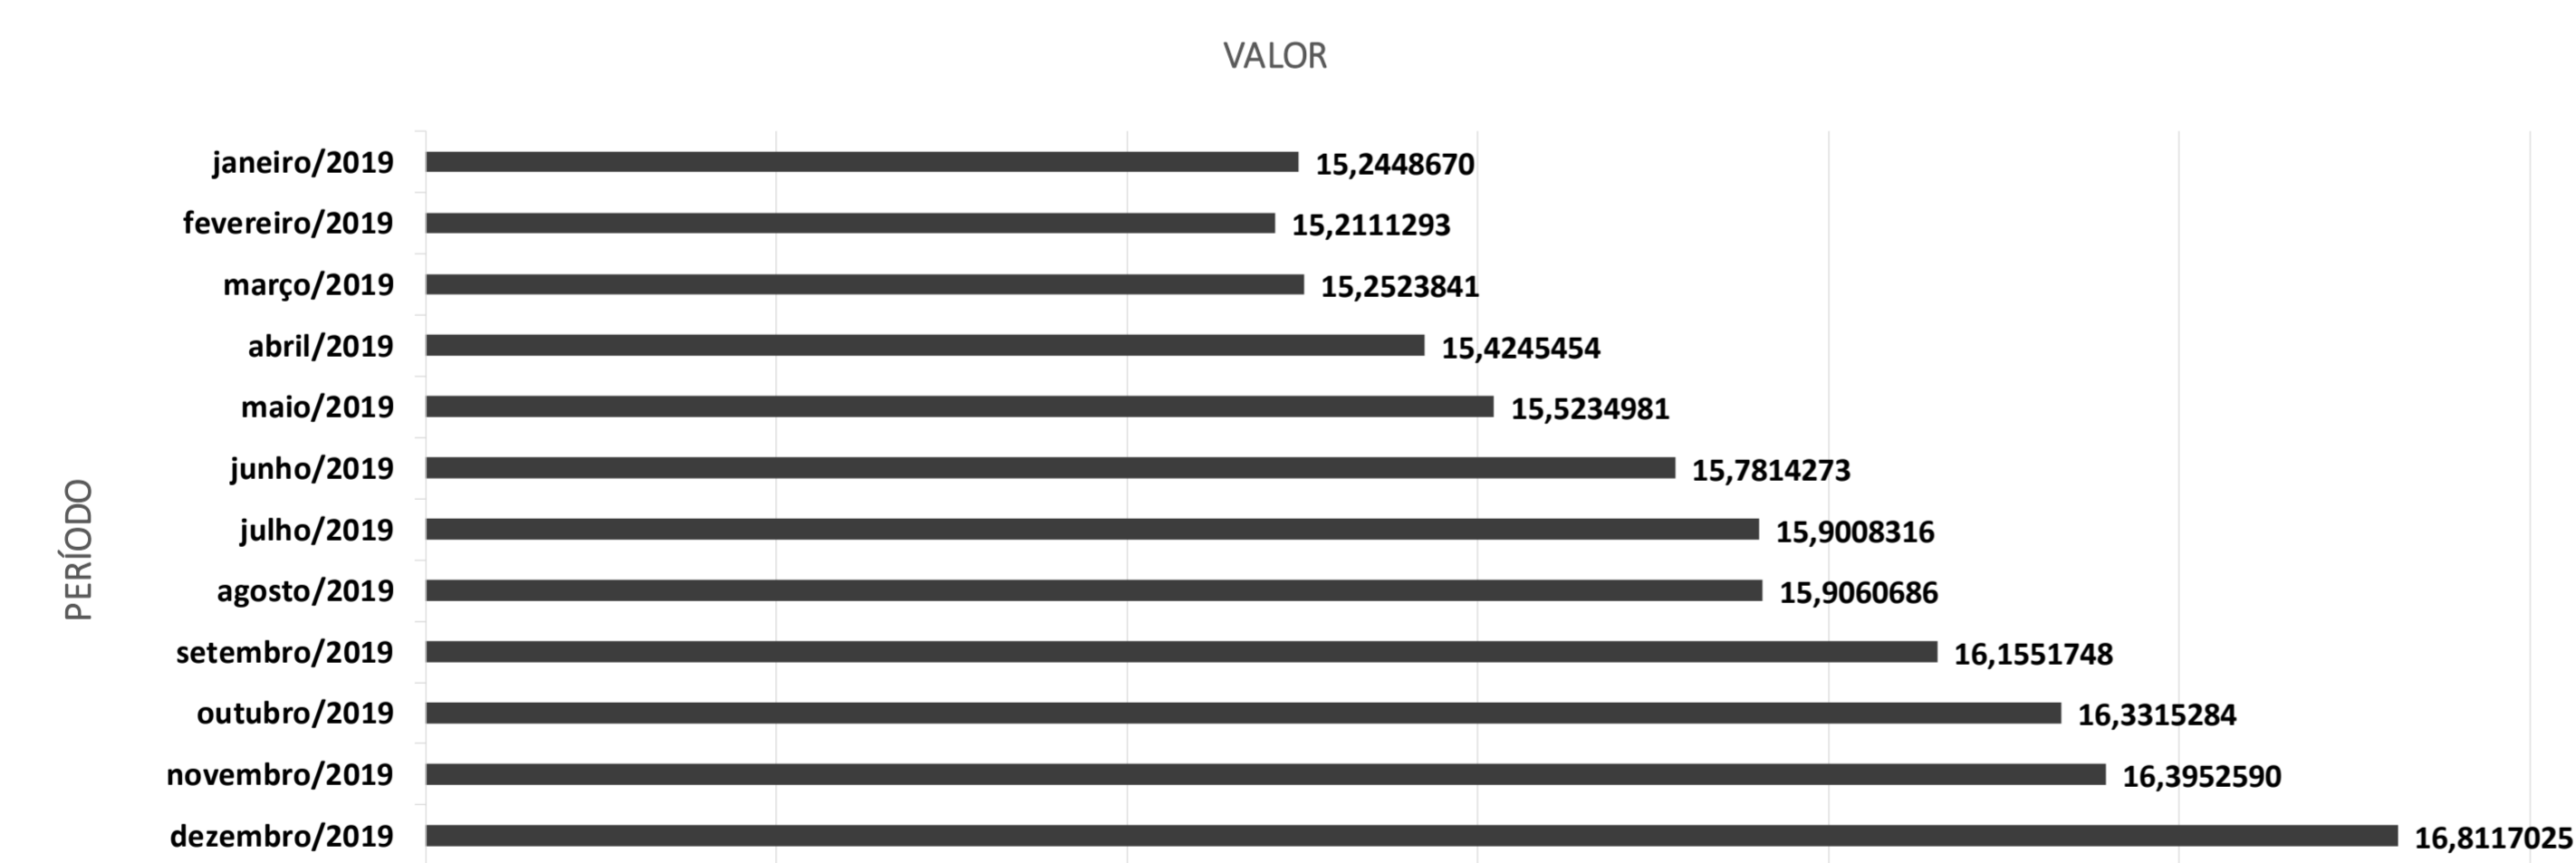 VALOR
PERÍODO
janeiro/2019 15,2448670
fevereiro/2019 15,2111293
março/2019 15,2523841
abril/2019 15,4245454
maio/2019 15,5234981
junho/2019 15,7814273
julho/2019 15,9008316
agosto/2019 15,9060686
setembro/2019 16,1551748
outubro/2019 16,3315284
novembro/2019 16,3952590
dezembro/2019 16,8117025